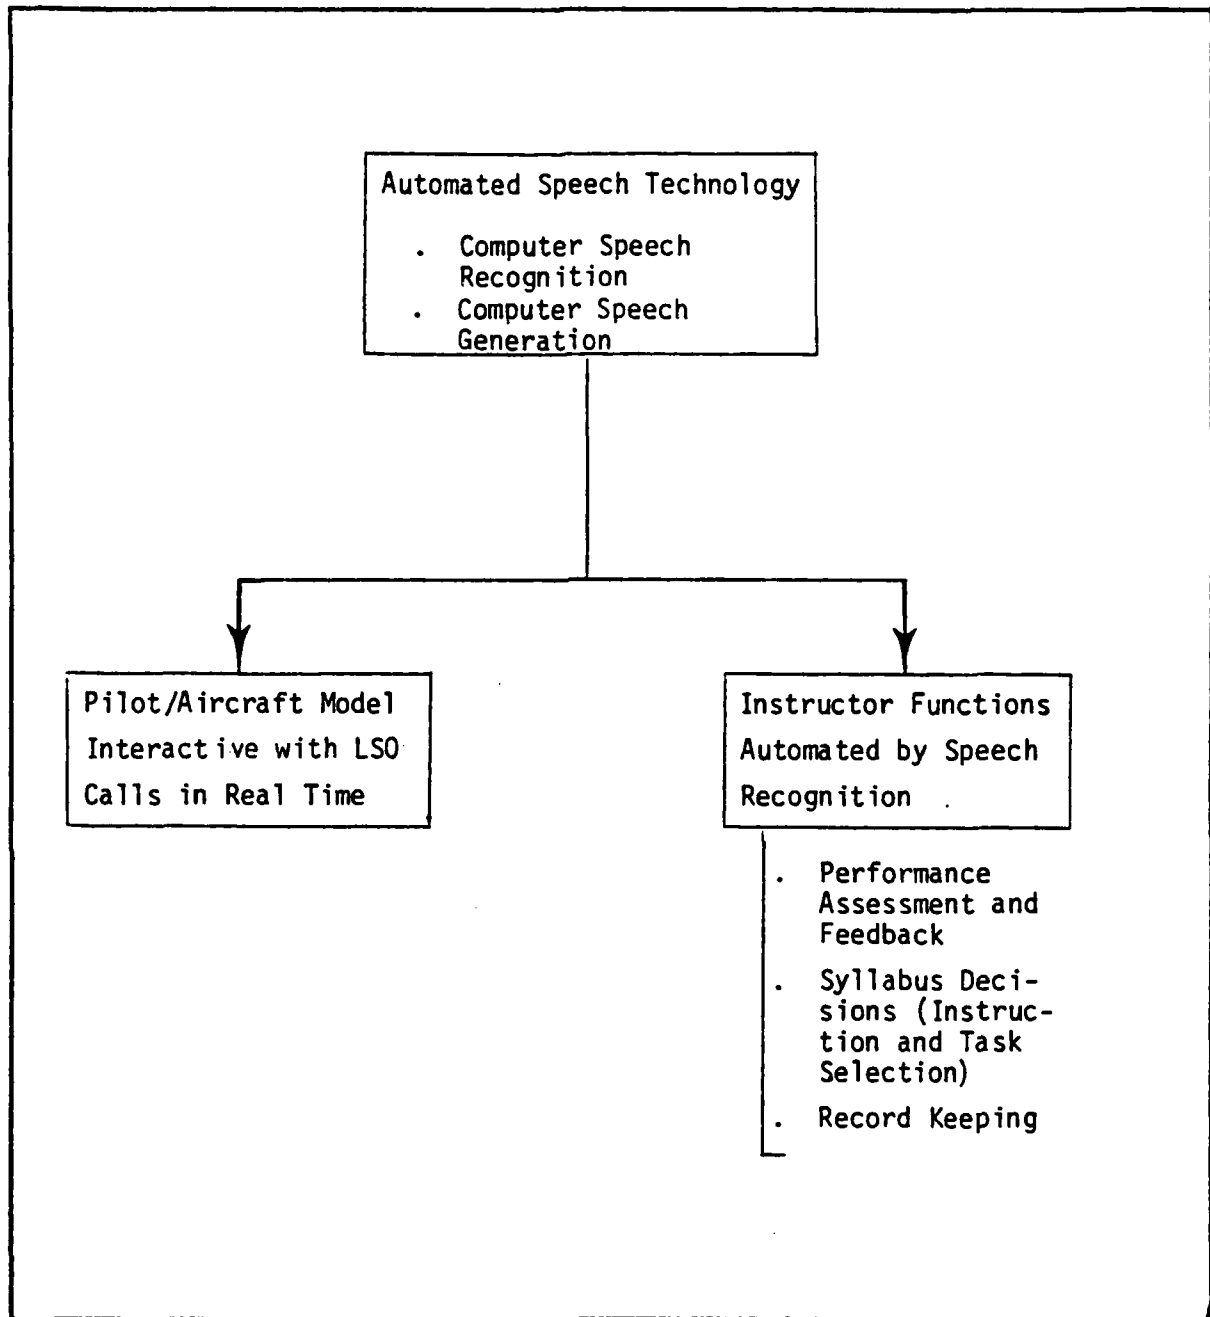 Automated Speech Technology
. Computer Speech
Recognition
. Computer Speech
Generation
Pilot/Aircraft Model
Interactive with LSO
Calls in Real Time
Instructor Functions
Automated by Speech
Recognition
. Performance
Assessment and
Feedback
. Syllabus Deci-
sions (Instruc-
tion and Task
Selection)
. Record Keeping